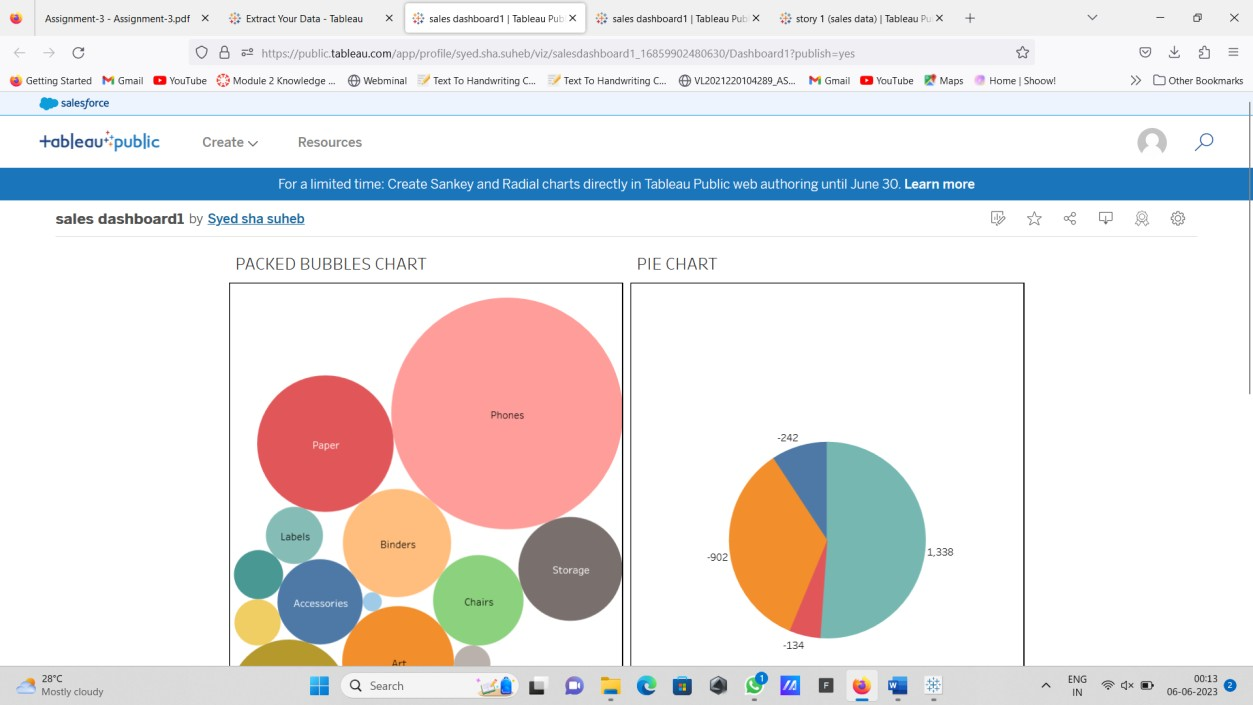 Assignment-3 - Assignment-3.pdf
Extract Your Data - Tableau
sales dashboard1 | Tableau Pub
sales dashboard1 | Tableau Pub
story 1 (sales data) | Tableau Pu
https://public.tableau.com/app/profile/syed.sha.suheb/viz/salesdashboard1_16859902480630/Dashboard1?publish=yes
Getting Started
Gmail
YouTube
Module 2 Knowledge ...
Webminal
Text To Handwriting C...
Text To Handwriting C...
VL2021220104289_AS...
Gmail
YouTube
Maps
Home | Shoow!
Other Bookmarks
salesforce
tableau public
Create
Resources
For a limited time: Create Sankey and Radial charts directly in Tableau Public web authoring until June 30. Learn more
sales dashboard1 by Syed sha suheb
PACKED BUBBLES CHART
Phones
Paper
Labels
Binders
Storage
Accessories
Chairs
Art
PIE CHART
-242
-902
1,338
-134
28°C
Mostly cloudy
Search
1
F
ENG
IN
00:13
06-06-2023
2